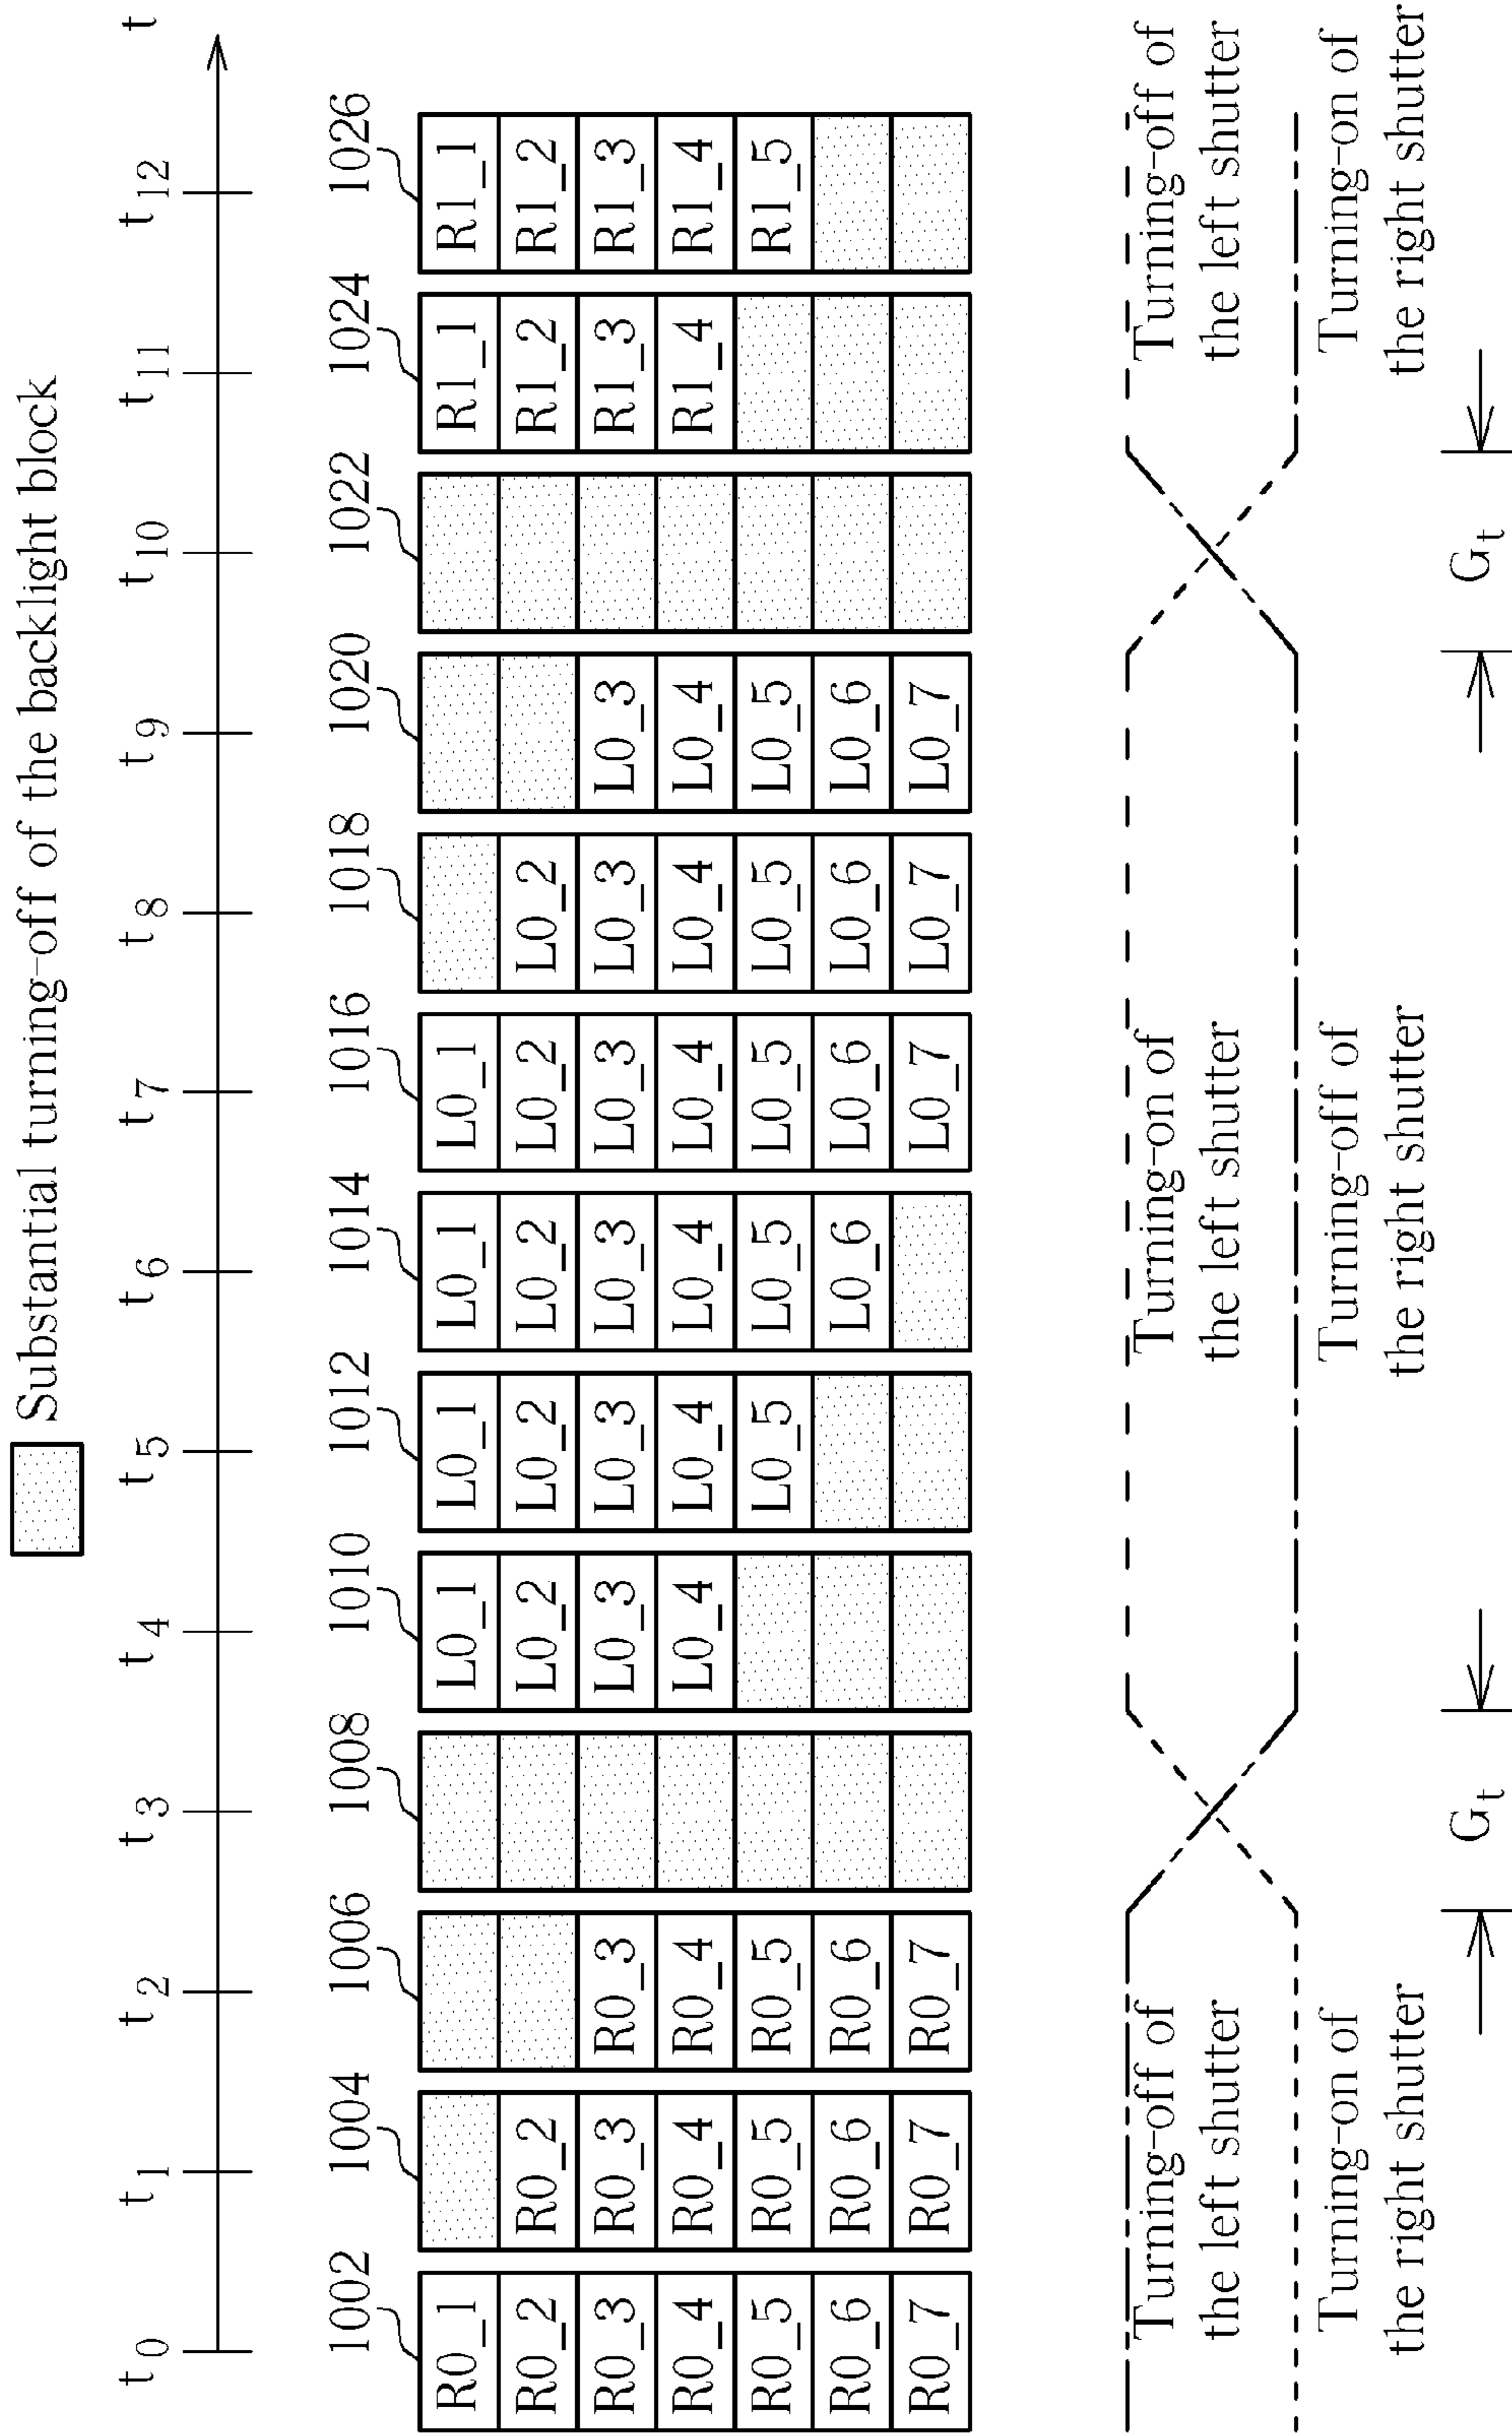 Substantial turning-off of the backlight block
t0 t1 t2 t3 t4 t5 t6 t7 t8 t9 t10 t11 t12 t
1002 1004 1006 1008 1010 1012 1014 1016 1018 1020 1022 1024 1026
R0_1 L0_1 L0_1 L0_1 L0_1 R1_1 R1_1
R0_2 R0_2 L0_2 L0_2 L0_2 L0_2 L0_2 R1_2 R1_2
R0_3 R0_3 R0_3 L0_3 L0_3 L0_3 L0_3 L0_3 L0_3 R1_3 R1_3
R0_4 R0_4 R0_4 L0_4 L0_4 L0_4 L0_4 L0_4 L0_4 R1_4 R1_4
R0_5 R0_5 R0_5 L0_5 L0_5 L0_5 L0_5 L0_5 R1_5
R0_6 R0_6 R0_6 L0_6 L0_6 L0_6 L0_6
R0_7 R0_7 R0_7 L0_7 L0_7 L0_7
Turning-off of
the left shutter
Turning-on of
the left shutter
Turning-off of
the left shutter
Turning-on of
the right shutter
Turning-off of
the right shutter
Turning-on of
the right shutter
Gt Gt